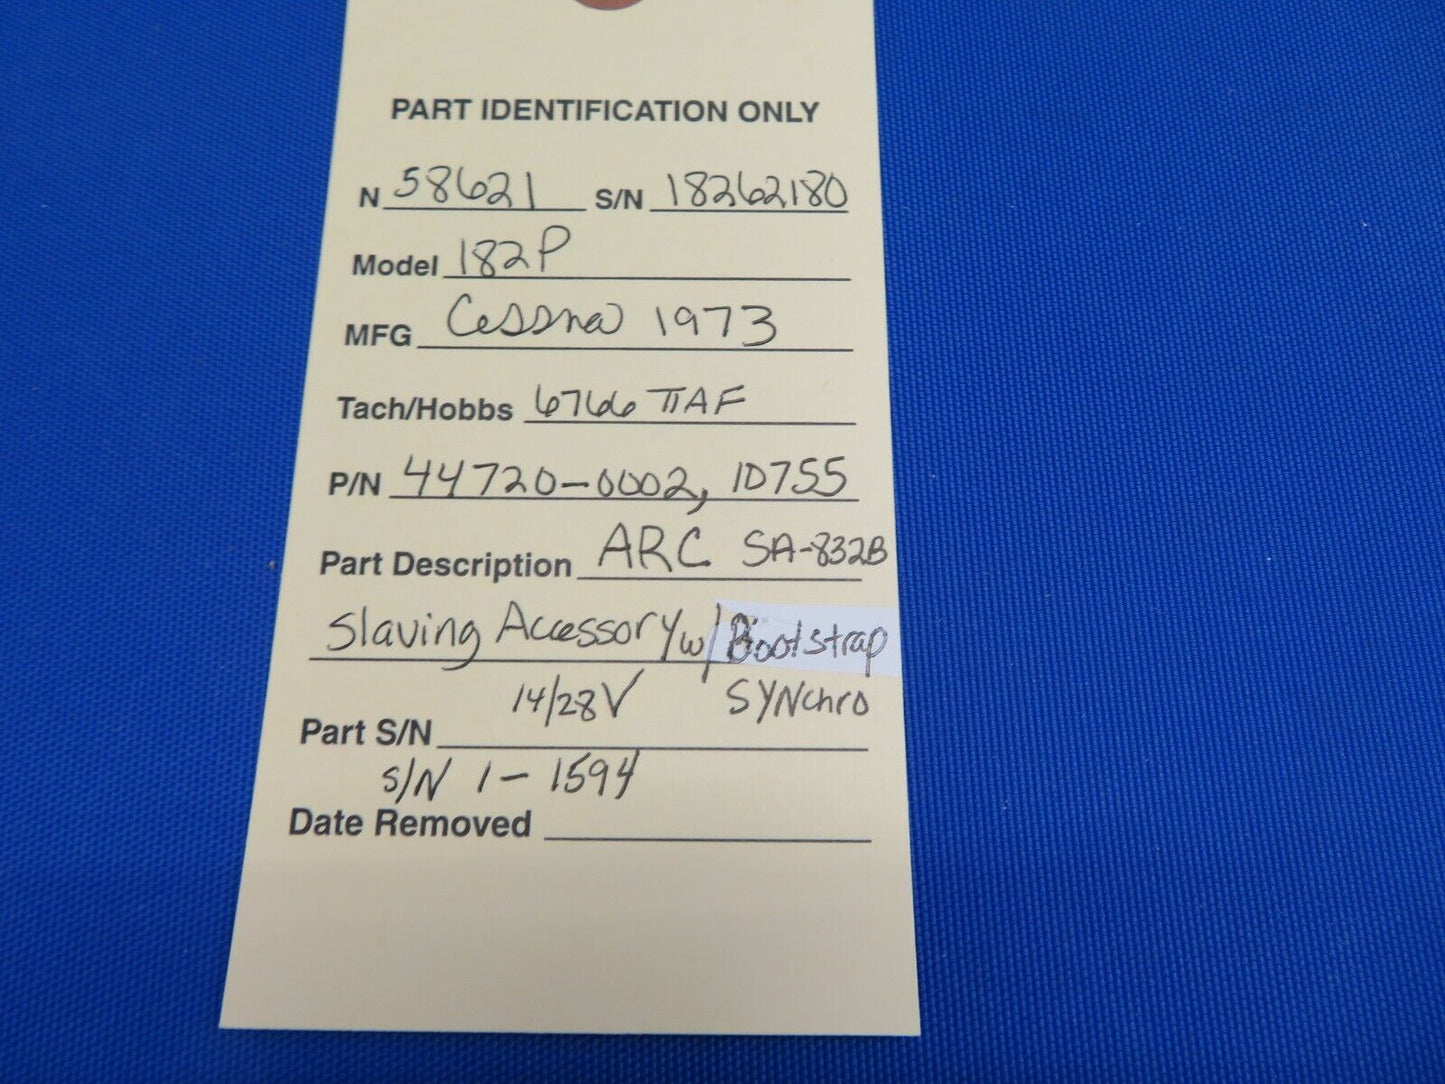 PART IDENTIFICATION ONLY
N 58621 S/N 18262180
Model 182P
MFG Cessna 1973
Tach/Hobbs 6766 TTAF
P/N 44720-0002, 10755
Part Description ARC SA-832B
Slaving Accessory w/ Bootstrap
14/28V SYNchro
Part S/N
S/N 1-1594
Date Removed